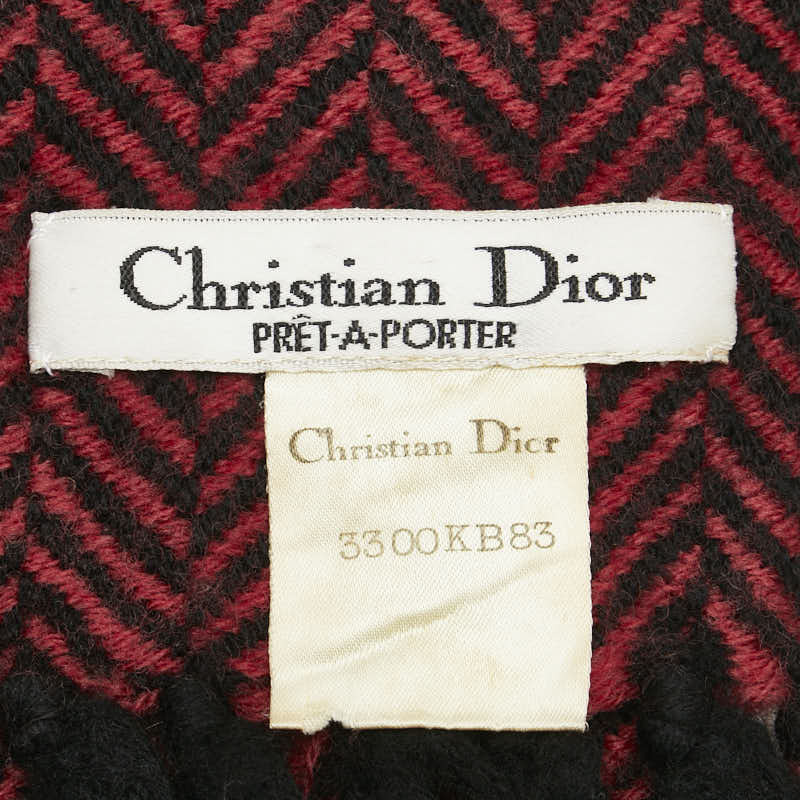 Christian Dior
PRÊT-A-PORTER
Christian Dior
3300KB83